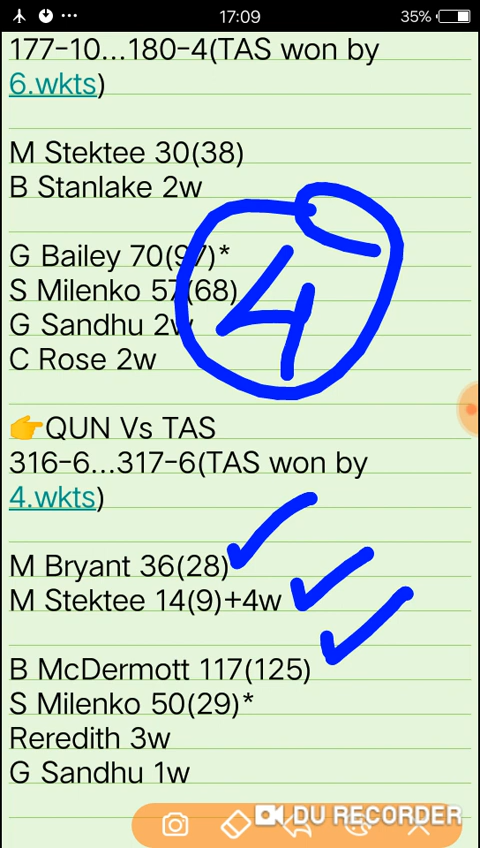 17:09
35%
177-10...180-4(TAS won by
6.wkts)
M Stektee 30(38)
B Stanlake 2w
G Bailey 70(97)*
S Milenko 57(68)
G Sandhu 2w
C Rose 2w
4
👉QUN Vs TAS
316-6...317-6(TAS won by
4.wkts)
M Bryant 36(28)
M Stektee 14(9)+4w
B McDermott 117(125)
S Milenko 50(29)*
Reredith 3w
G Sandhu 1w
DU RECORDER